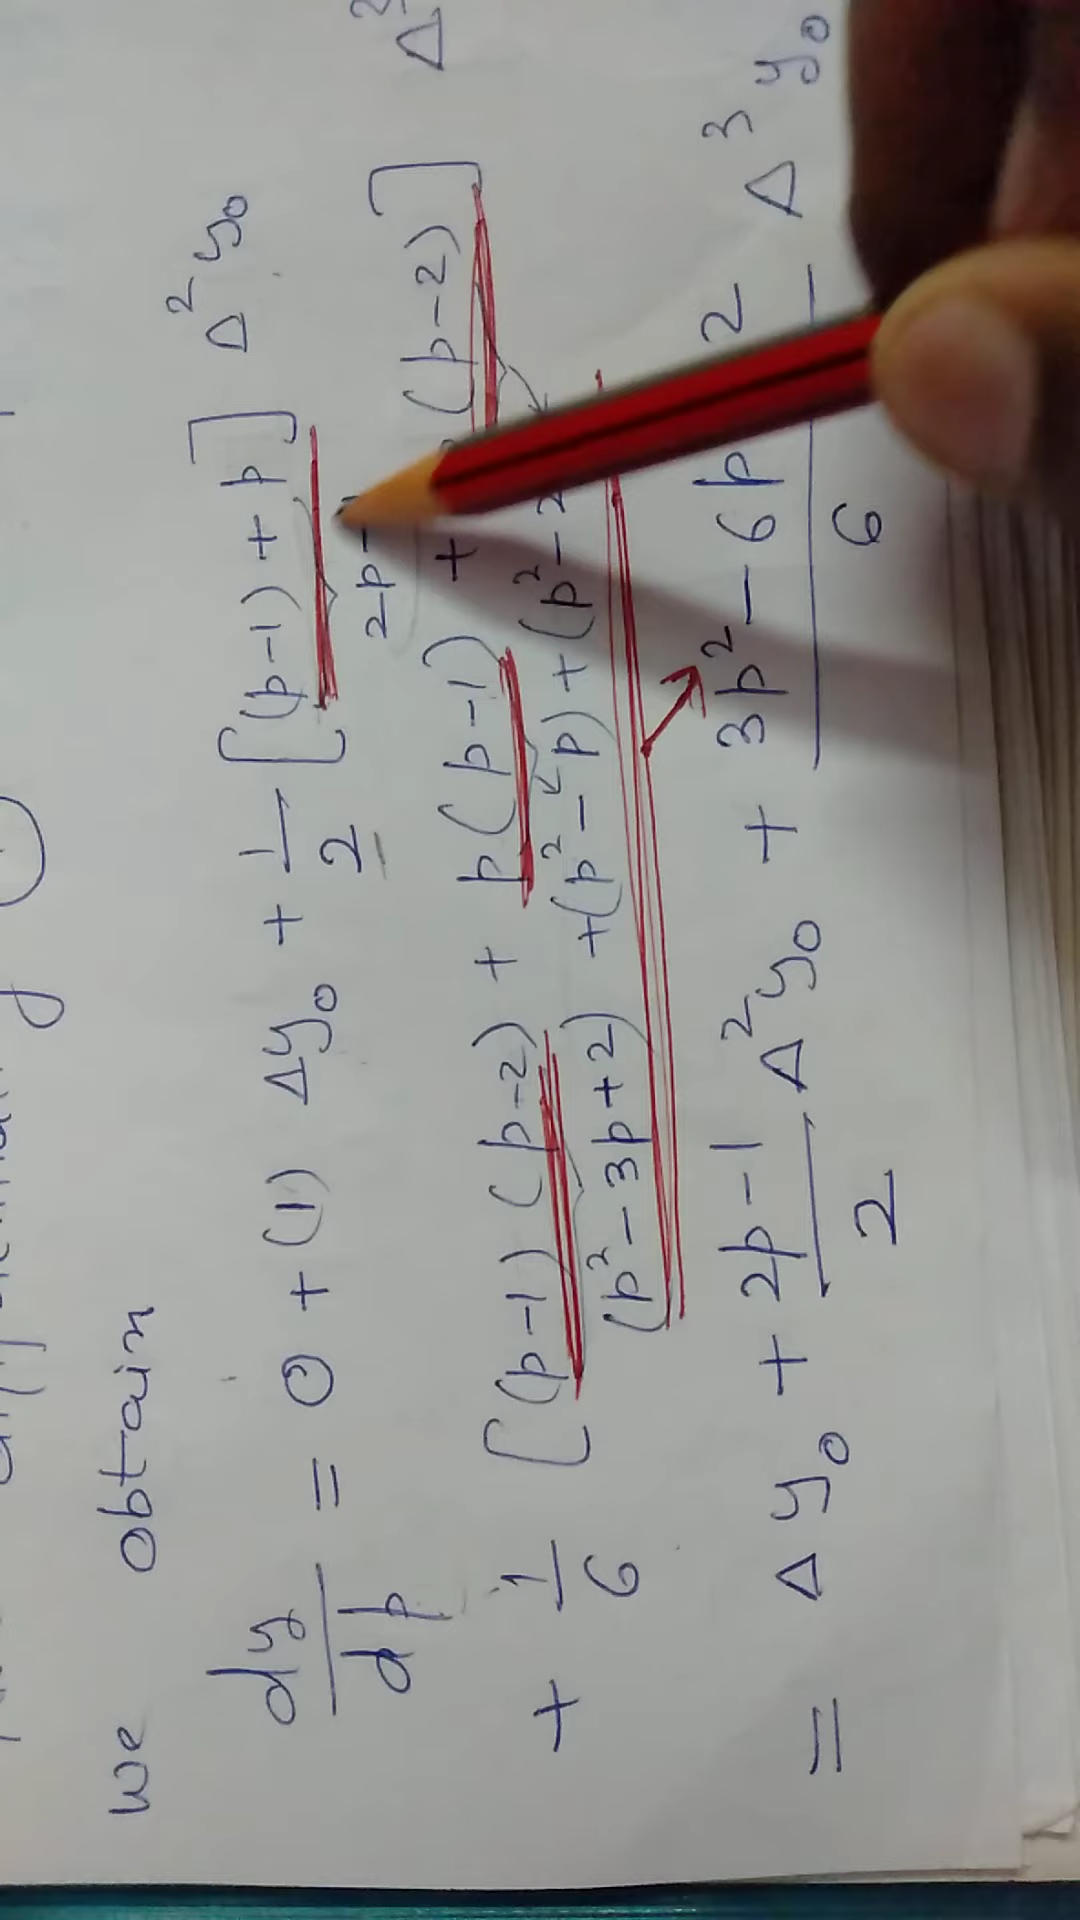 we obtain
dy/dp = 0 + (1) Δy₀ + 1/2 [(p-1) + p] Δ²y₀
2p-
+ 1/6 [(p-1) (p-2) + p(p-1) + (p-2)]
(p²-3p+2) + (p²-p) + (p²-2
= Δy₀ + 2p-1/2 Δ²y₀ + 3p²-6p 2/6 Δ³y₀